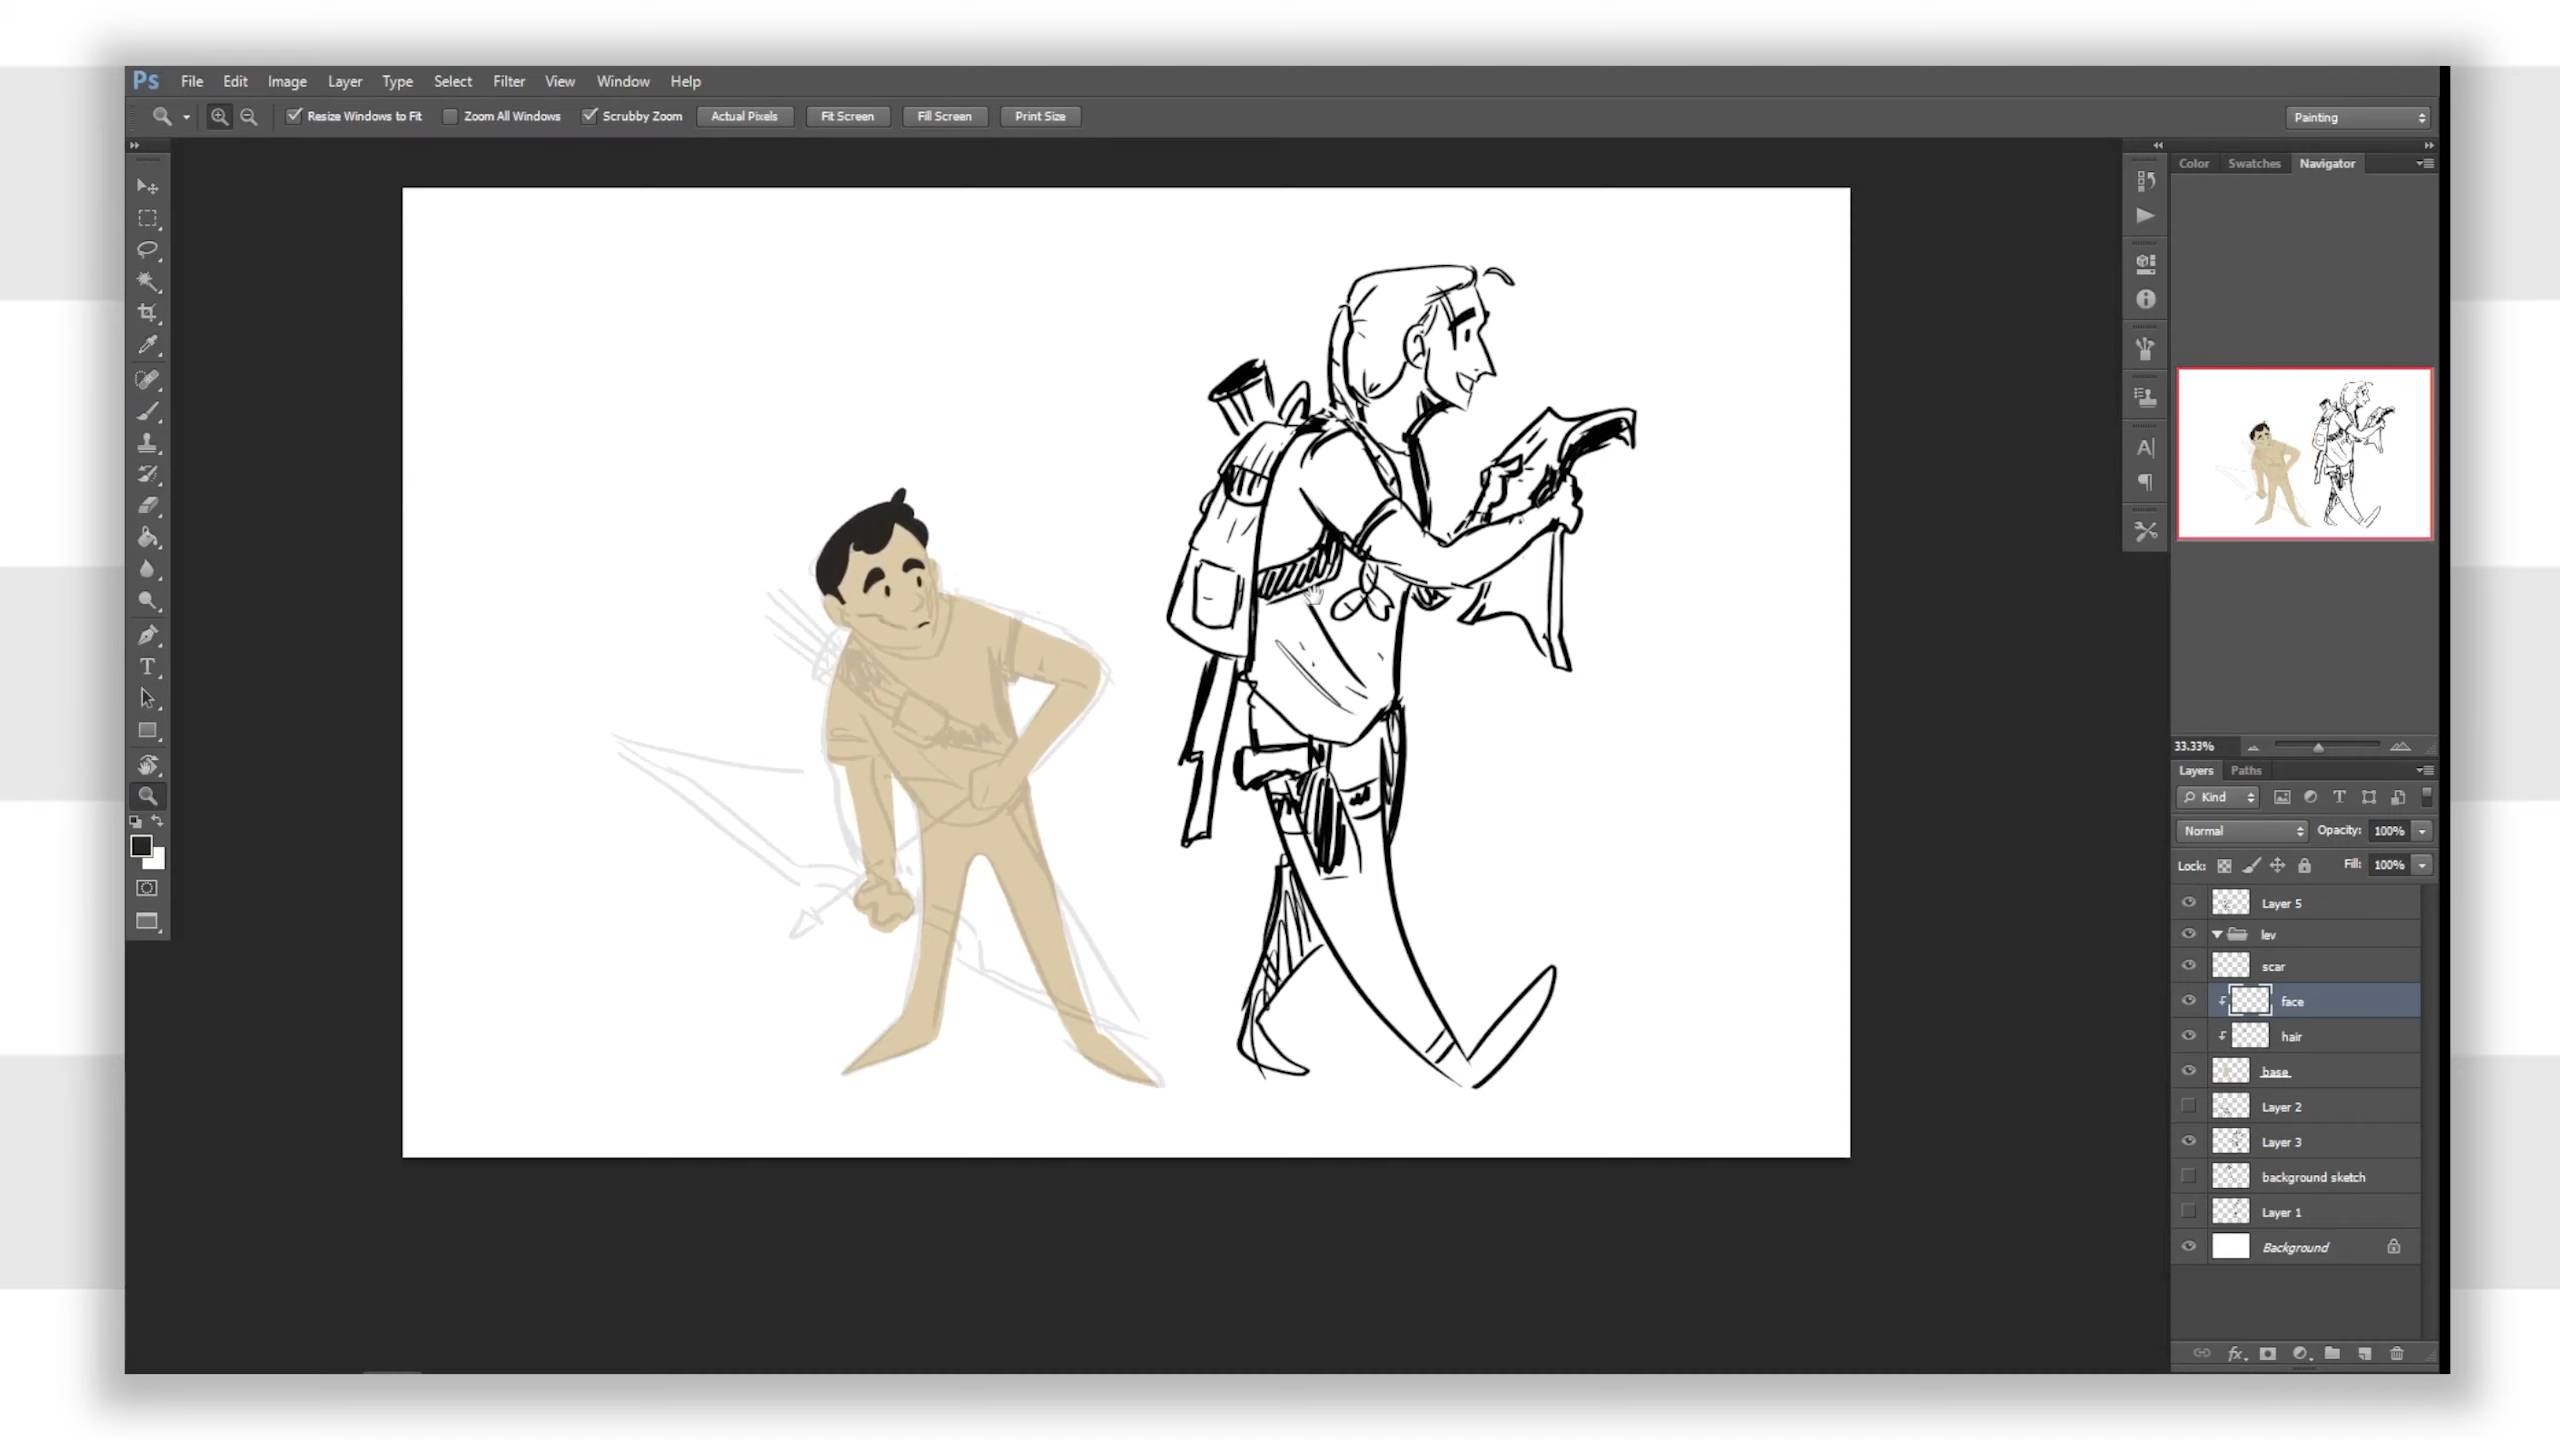 Ps File Edit Image Layer Type Select Filter View Window Help
Resize Windows to Fit Zoom All Windows Scrubby Zoom Actual Pixels Fit Screen Fill Screen Print Size Painting
Color Swatches Navigator
33.33%
Layers Paths
Kind
Normal Opacity: 100%
Lock: Fill: 100%
Layer 5
lev
scar
face
hair
base
Layer 2
Layer 3
background sketch
Layer 1
Background